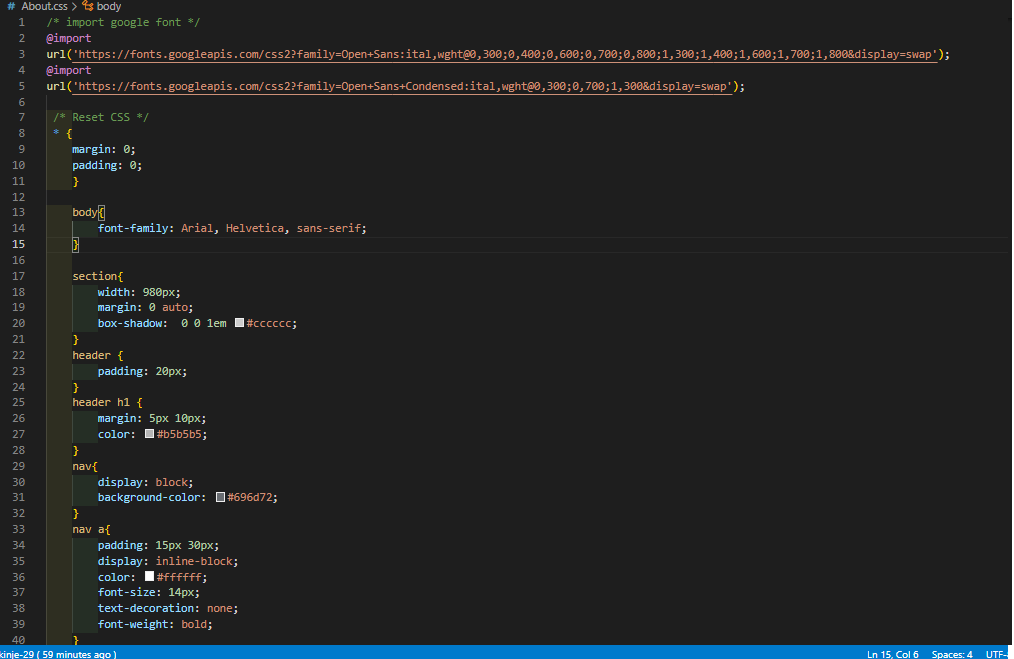 # About.css > body
1 /* import google font */
2 @import
3 url('https://fonts.googleapis.com/css2?family=Open+Sans:ital,wght@0,300;0,400;0,600;0,700;0,800;1,300;1,400;1,600;1,700;1,800&display=swap');
4 @import
5 url('https://fonts.googleapis.com/css2?family=Open+Sans+Condensed:ital,wght@0,300;0,700;1,300&display=swap');
6
7 /* Reset CSS */
8 * {
9 margin: 0;
10 padding: 0;
11 }
12
13 body{
14 font-family: Arial, Helvetica, sans-serif;
15 }
16
17 section{
18 width: 980px;
19 margin: 0 auto;
20 box-shadow:  0 0 1em #cccccc;
21 }
22 header {
23 padding: 20px;
24 }
25 header h1 {
26 margin: 5px 10px;
27 color: #b5b5b5;
28 }
29 nav{
30 display: block;
31 background-color: #696d72;
32 }
33 nav a{
34 padding: 15px 30px;
35 display: inline-block;
36 color: #ffffff;
37 font-size: 14px;
38 text-decoration: none;
39 font-weight: bold;
40 }
kinje-29 ( 59 minutes ago ) Ln 15, Col 6 Spaces: 4 UTF-